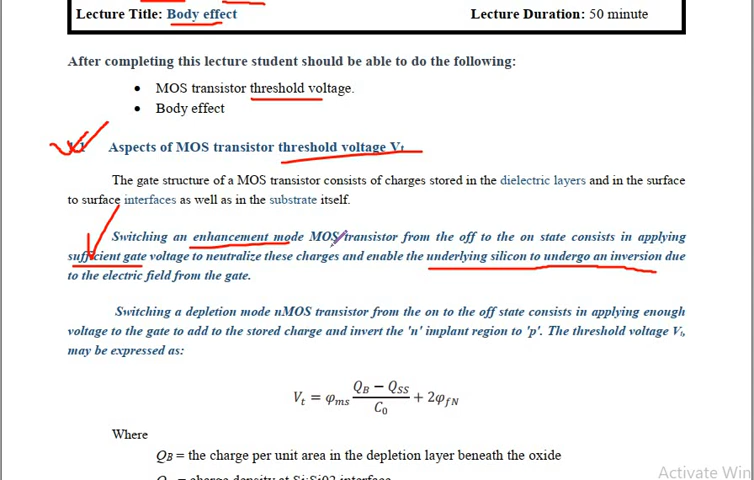 Lecture Title: Body effect Lecture Duration: 50 minute
After completing this lecture student should be able to do the following:
• MOS transistor threshold voltage.
• Body effect
Aspects of MOS transistor threshold voltage Vt
The gate structure of a MOS transistor consists of charges stored in the dielectric layers and in the surface
to surface interfaces as well as in the substrate itself.
Switching an enhancement mode MOS transistor from the off to the on state consists in applying
sufficient gate voltage to neutralize these charges and enable the underlying silicon to undergo an inversion due
to the electric field from the gate.
Switching a depletion mode nMOS transistor from the on to the off state consists in applying enough
voltage to the gate to add to the stored charge and invert the 'n' implant region to 'p'. The threshold voltage Vt,
may be expressed as:
Vt = φms (QB − QSS)/C0 + 2φfN
Where
QB = the charge per unit area in the depletion layer beneath the oxide
= charge density at Si:SiO2 interface
Activate Win